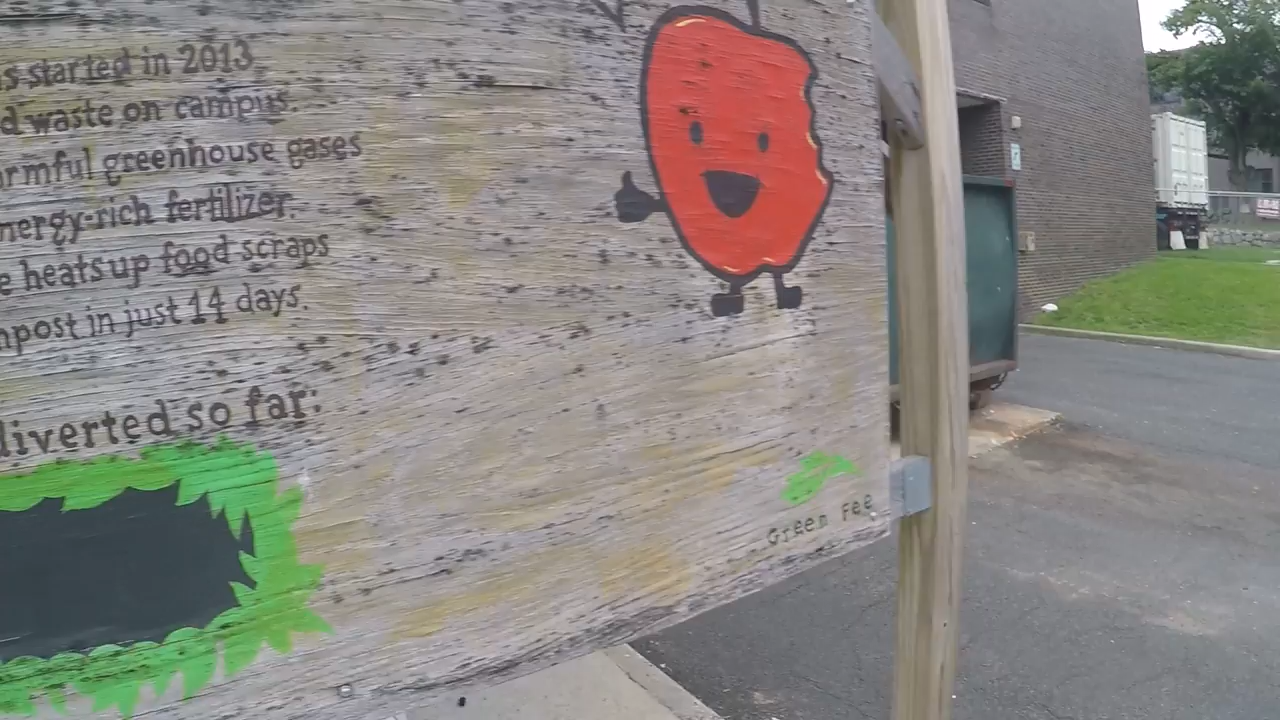 s started in 2013
d waste on campus.
rmful greenhouse gases
nergy-rich fertilizer.
e heats up food scraps
mpost in just 14 days.
diverted so far:
Green Fee